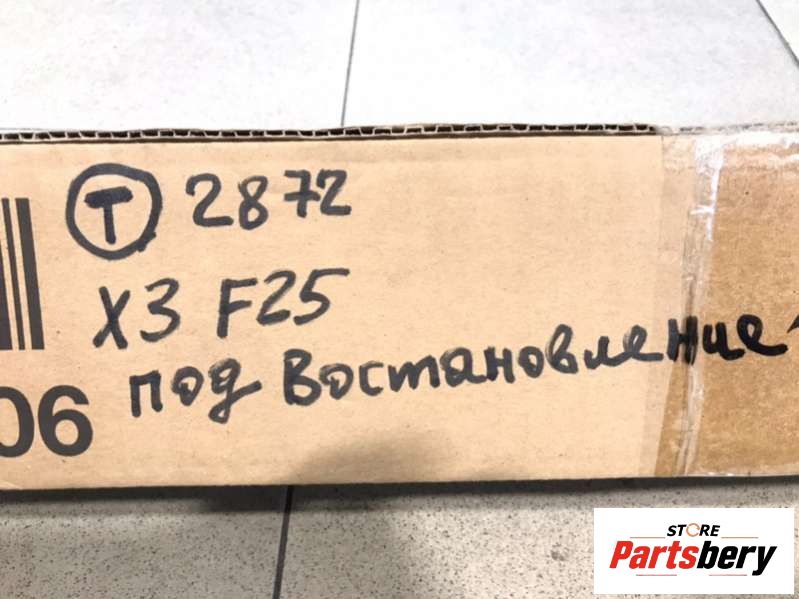 Т 2872
X3 F25
под Востановление
06
STORE
Partsbery